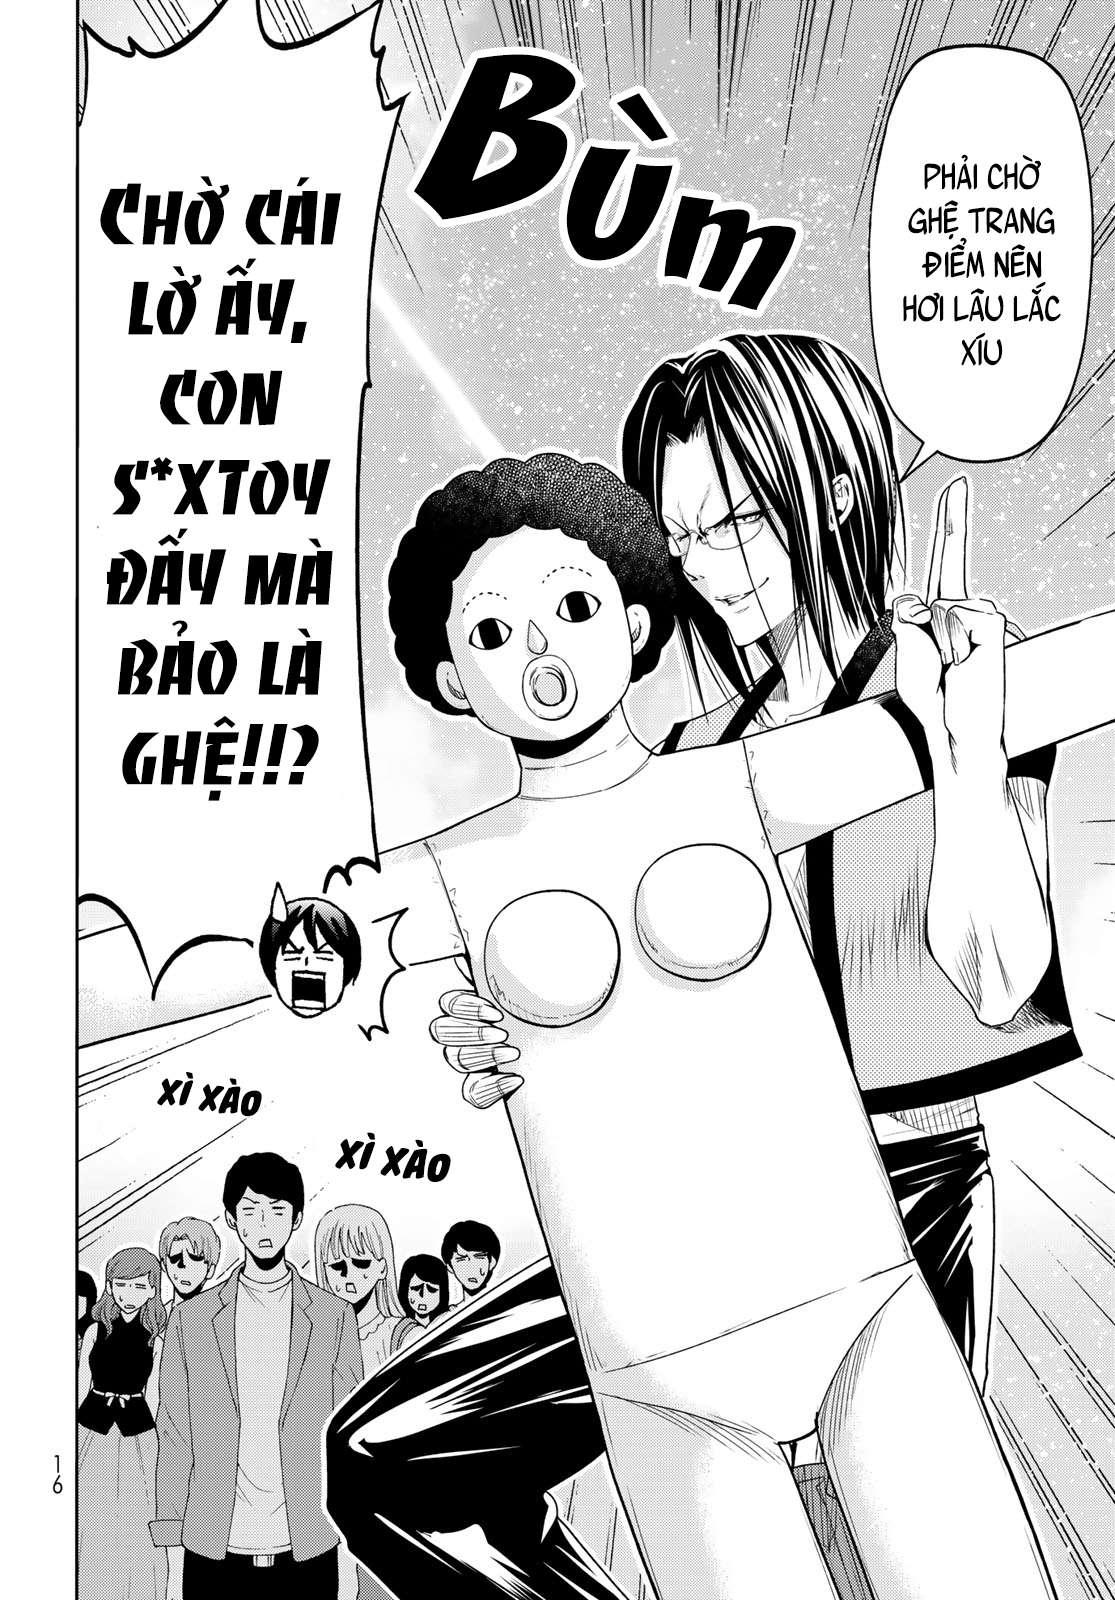 PHẢI CHỜ
GHỆ TRANG
ĐIỂM NÊN
HƠI LÂU LẮC
XÍU
BÙM
CHỜ CÁI
LỜ ẤY,
CON
S*XTOY
ĐẤY MÀ
BẢO LÀ
GHỆ!!!?
XÌ XÀO
XÌ XÀO
16